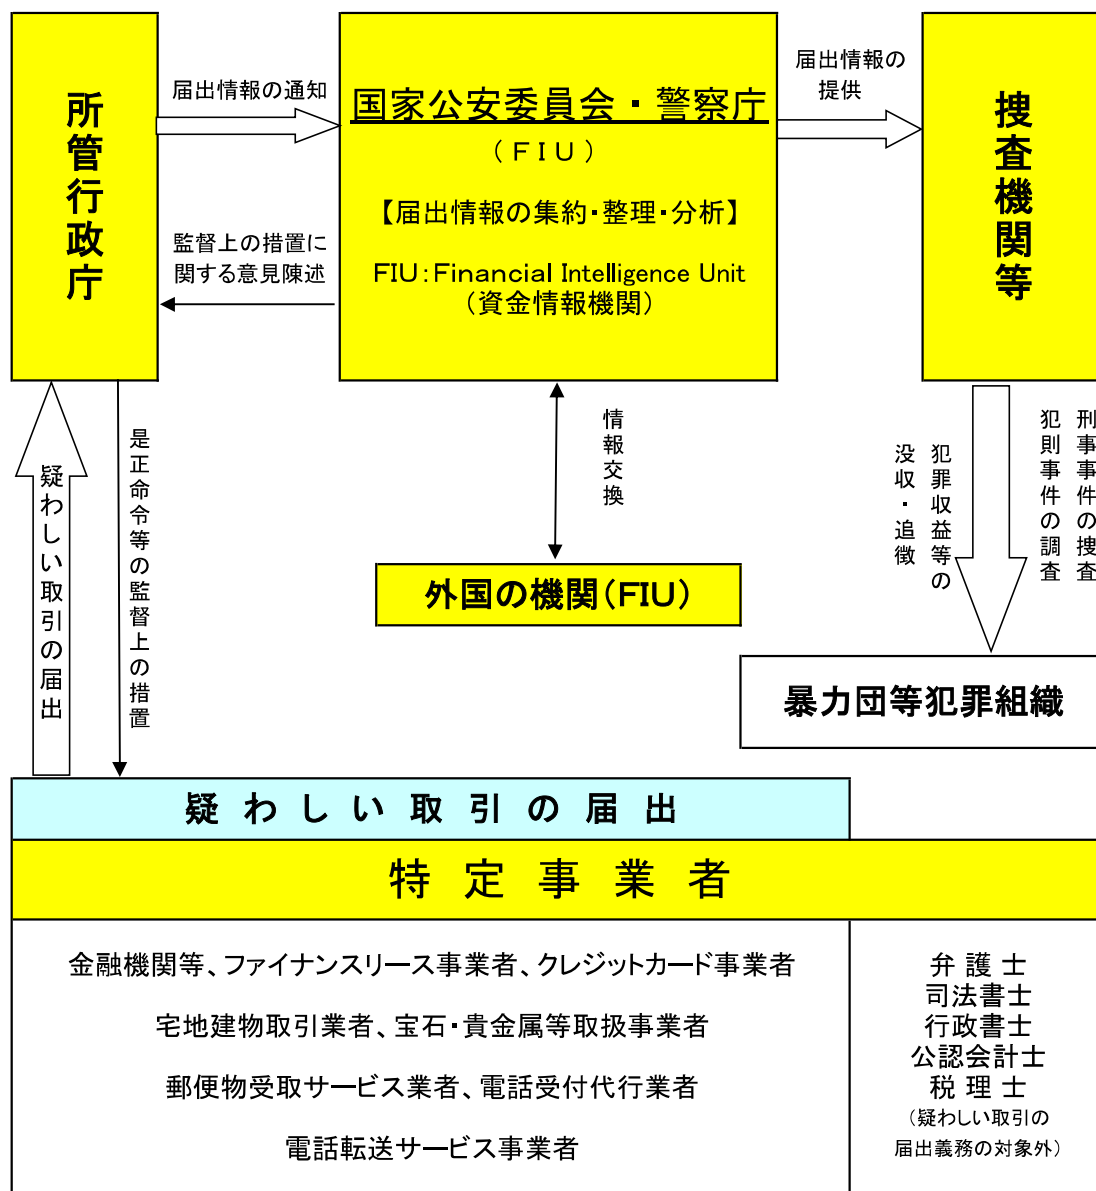 所管行政庁
届出情報の通知
監督上の措置に
関する意見陳述
国家公安委員会・警察庁
(FIU)
【届出情報の集約・整理・分析】
FIU:Financial Intelligence Unit
(資金情報機関)
届出情報の
提供
捜査機関等
疑わしい取引の届出
是正命令等の監督上の措置
情報交換
外国の機関(FIU)
刑事事件の捜査
犯則事件の調査
犯罪収益等の
没収・追徴
暴力団等犯罪組織
疑わしい取引の届出
特定事業者
金融機関等、ファイナンスリース事業者、クレジットカード事業者
宅地建物取引業者、宝石・貴金属等取扱事業者
郵便物受取サービス業者、電話受付代行業者
電話転送サービス事業者
弁護士
司法書士
行政書士
公認会計士
税理士
(疑わしい取引の
届出義務の対象外)